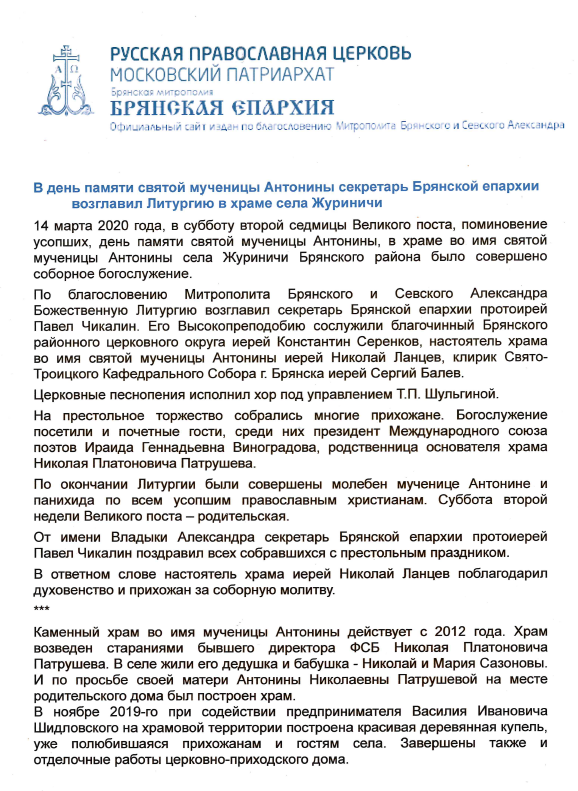 РУССКАЯ ПРАВОСЛАВНАЯ ЦЕРКОВЬ
МОСКОВСКИЙ ПАТРИАРХАТ
Брянская митрополия
БРЯНСКАЯ ЕПАРХИЯ
Официальный сайт издан по благословению Митрополита Брянского и Севского Александра
В день памяти святой мученицы Антонины секретарь Брянской епархии
возглавил Литургию в храме села Журиничи
14 марта 2020 года, в субботу второй седмицы Великого поста, поминовение
усопших, день памяти святой мученицы Антонины, в храме во имя святой
мученицы Антонины села Журиничи Брянского района было совершено
соборное богослужение.
По благословению Митрополита Брянского и Севского Александра
Божественную Литургию возглавил секретарь Брянской епархии протоирей
Павел Чикалин. Его Высокопреподобию сослужили благочинный Брянского
районного церковного округа иерей Константин Серенков, настоятель храма
во имя святой мученицы Антонины иерей Николай Ланцев, клирик Свято-
Троицкого Кафедрального Собора г. Брянска иерей Сергий Балев.
Церковные песнопения исполнил хор под управлением Т.П. Шульгиной.
На престольное торжество собрались многие прихожане. Богослужение
посетили и почетные гости, среди них президент Международного союза
поэтов Ираида Геннадьевна Виноградова, родственница основателя храма
Николая Платоновича Патрушева.
По окончании Литургии были совершены молебен мученице Антонине и
панихида по всем усопшим православным христианам. Суббота второй
недели Великого поста – родительская.
От имени Владыки Александра секретарь Брянской епархии протоиерей
Павел Чикалин поздравил всех собравшихся с престольным праздником.
В ответном слове настоятель храма иерей Николай Ланцев поблагодарил
духовенство и прихожан за соборную молитву.
***
Каменный храм во имя мученицы Антонины действует с 2012 года. Храм
возведен стараниями бывшего директора ФСБ Николая Платоновича
Патрушева. В селе жили его дедушка и бабушка - Николай и Мария Сазоновы.
И по просьбе своей матери Антонины Николаевны Патрушевой на месте
родительского дома был построен храм.
В ноябре 2019-го при содействии предпринимателя Василия Ивановича
Шидловского на храмовой территории построена красивая деревянная купель,
уже полюбившаяся прихожанам и гостям села. Завершены также и
отделочные работы церковно-приходского дома.